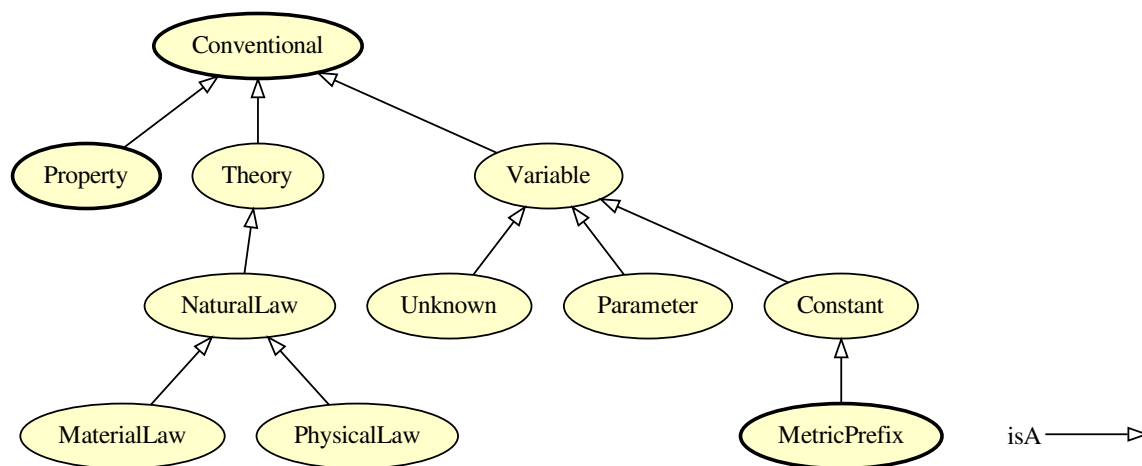 Conventional
Property
Theory
Variable
NaturalLaw
Unknown
Parameter
Constant
MaterialLaw
PhysicalLaw
MetricPrefix
isA